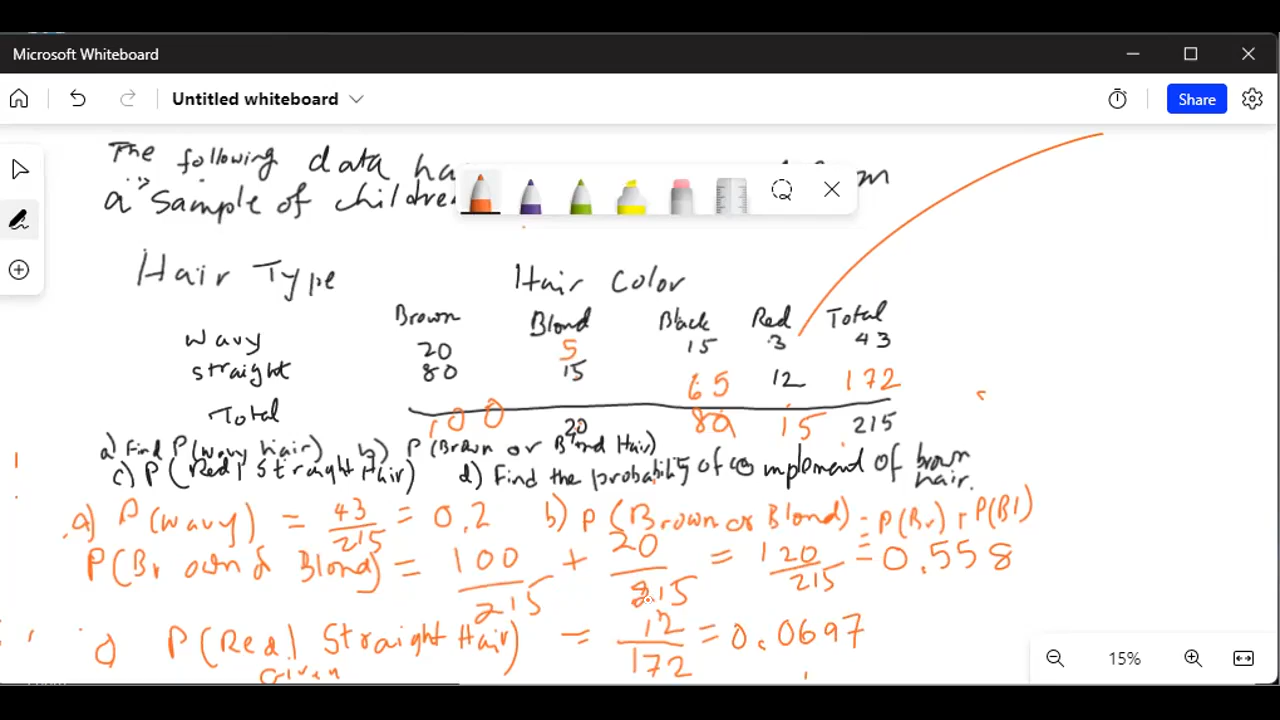 Microsoft Whiteboard
Untitled whiteboard
Share
The following data ha
a sample of children
Hair Type Hair Color
Brown Blond Black Red Total
wavy 20 5 15 3 43
straight 80 15 65 12 172
Total 100 20 80 15 215
a) Find P(wavy hair) b) P (Brown or Blond Hair)
c) P (Red| Straight Hair) d) Find the probability of complement of brown
hair.
a) P(wavy) = 43/215 = 0.2 b) P (Brown or Blond) = P(Br) + P(Bl)
= 100/215 + 20/215 = 120/215 = 0.558
c) P(Red| Straight Hair) = 12/172 = 0.0697
Given
15%